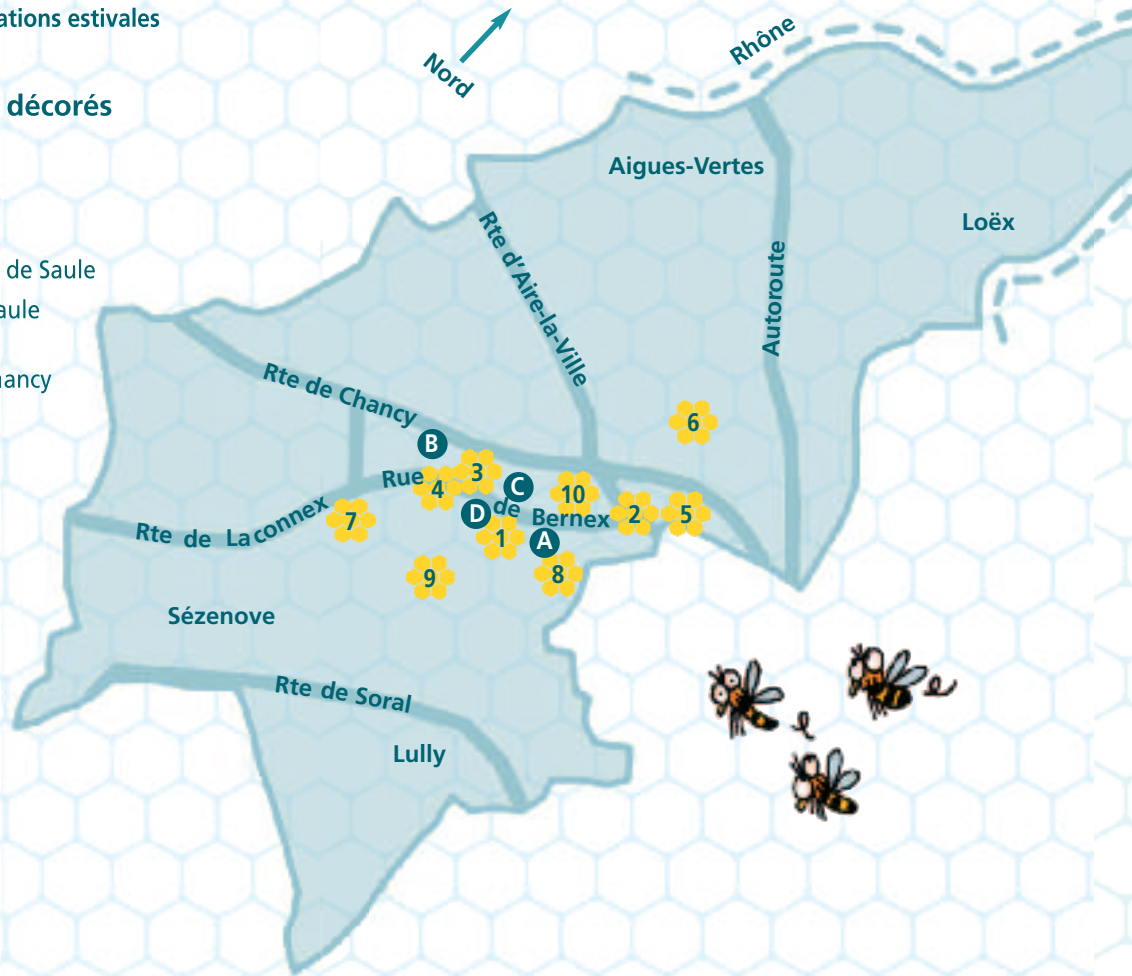 ations estivales
décorés
de Saule
aule
hancy
Nord
Rhône
Aigues-Vertes
Loëx
Rte d'Aire-la-Ville
Autoroute
Rte de Chancy
6
B
3
Rue
4
C
10
D
de
Bernex
2
5
7
1
A
8
9
Rte de Laconnex
Sézenove
Rte de Soral
Lully